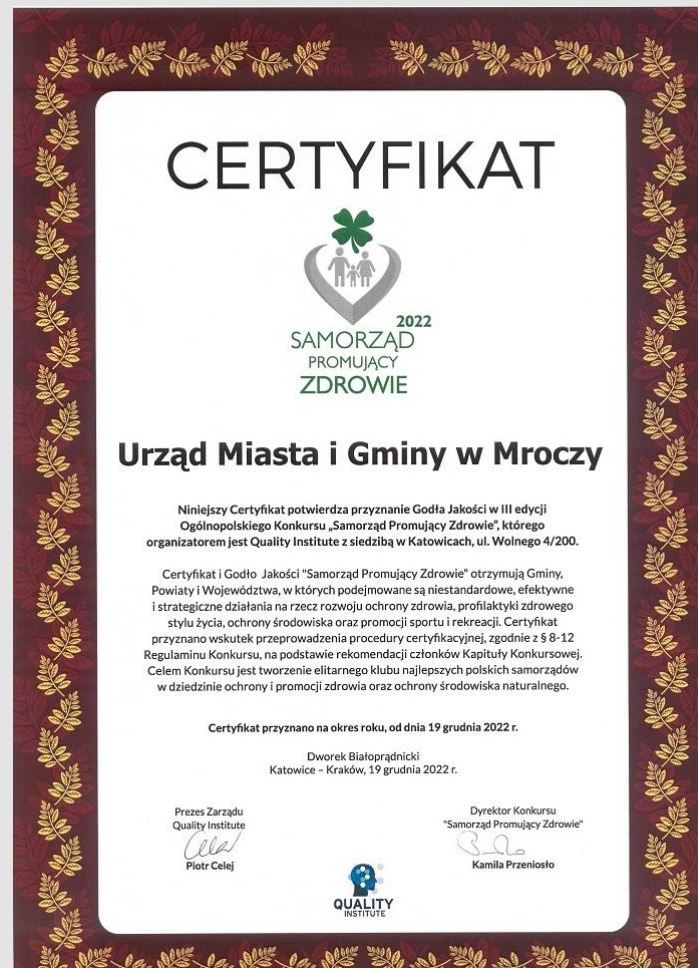 CERTYFIKAT
2022
SAMORZĄD
PROMUJĄCY
ZDROWIE
Urząd Miasta i Gminy w Mroczy
Niniejszy Certyfikat potwierdza przyznanie Godła Jakości w III edycji
Ogólnopolskiego Konkursu „Samorząd Promujący Zdrowie”, którego
organizatorem jest Quality Institute z siedzibą w Katowicach, ul. Wolnego 4/200.
Certyfikat i Godło Jakości "Samorząd Promujący Zdrowie" otrzymują Gminy,
Powiaty i Województwa, w których podejmowane są niestandardowe, efektywne
i strategiczne działania na rzecz rozwoju ochrony zdrowia, profilaktyki zdrowego
stylu życia, ochrony środowiska oraz promocji sportu i rekreacji. Certyfikat
przyznano wskutek przeprowadzenia procedury certyfikacyjnej, zgodnie z § 8-12
Regulaminu Konkursu, na podstawie rekomendacji członków Kapituły Konkursowej.
Celem Konkursu jest tworzenie elitarnego klubu najlepszych polskich samorządów
w dziedzinie ochrony i promocji zdrowia oraz ochrony środowiska naturalnego.
Certyfikat przyznano na okres roku, od dnia 19 grudnia 2022 r.
Dworek Białoprądnicki
Katowice – Kraków, 19 grudnia 2022 r.
Prezes Zarządu
Quality Institute
Piotr Celej
Dyrektor Konkursu
"Samorząd Promujący Zdrowie"
Kamila Przeniosło
QUALITY
INSTITUTE